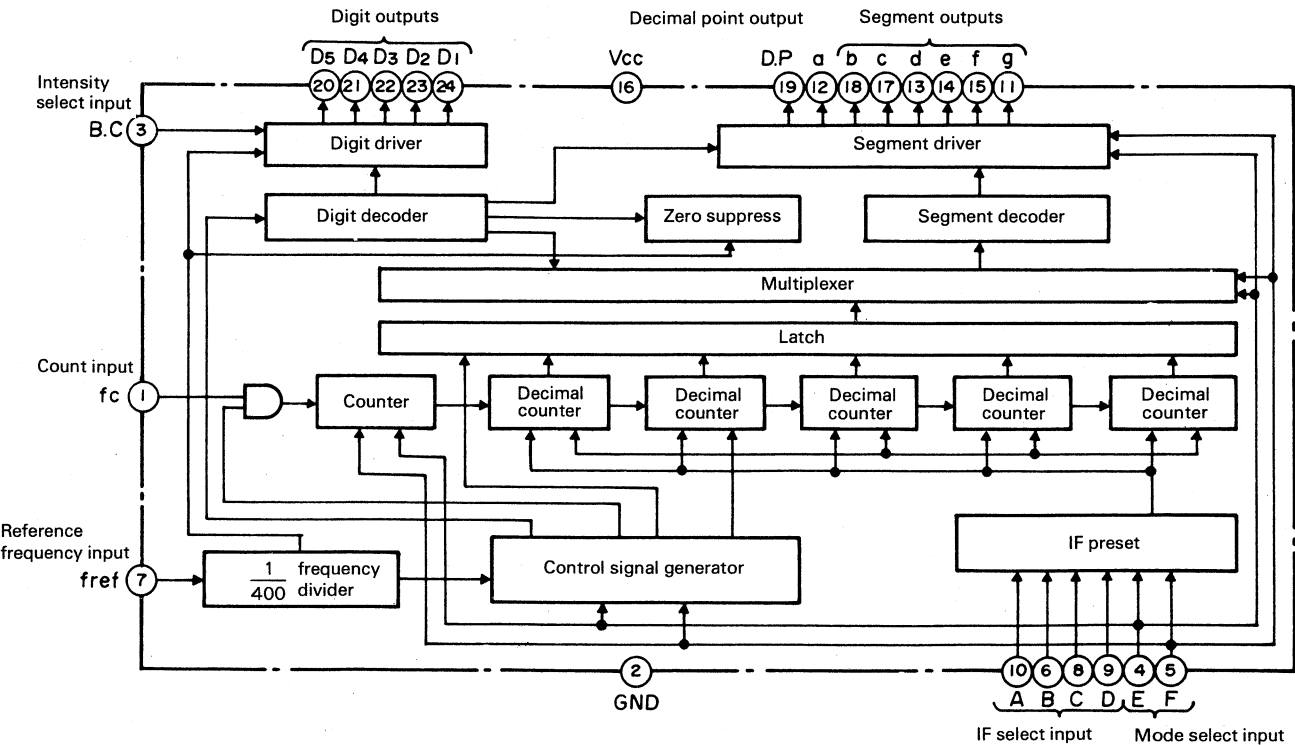 Digit outputs
Decimal point output
Segment outputs
D5 D4 D3 D2 D1
Vcc
D.P a b c d e f g
20 21 22 23 24
16
19 12 18 17 13 14 15 11
Intensity
select input
B.C 3
Digit driver
Segment driver
Digit decoder
Zero suppress
Segment decoder
Multiplexer
Latch
Count input
fc 1
Counter
Decimal
counter
Decimal
counter
Decimal
counter
Decimal
counter
Decimal
counter
Reference
frequency input
fref 7
1/400 frequency
divider
Control signal generator
IF preset
2
GND
10 6 8 9 4 5
A B C D E F
IF select input
Mode select input